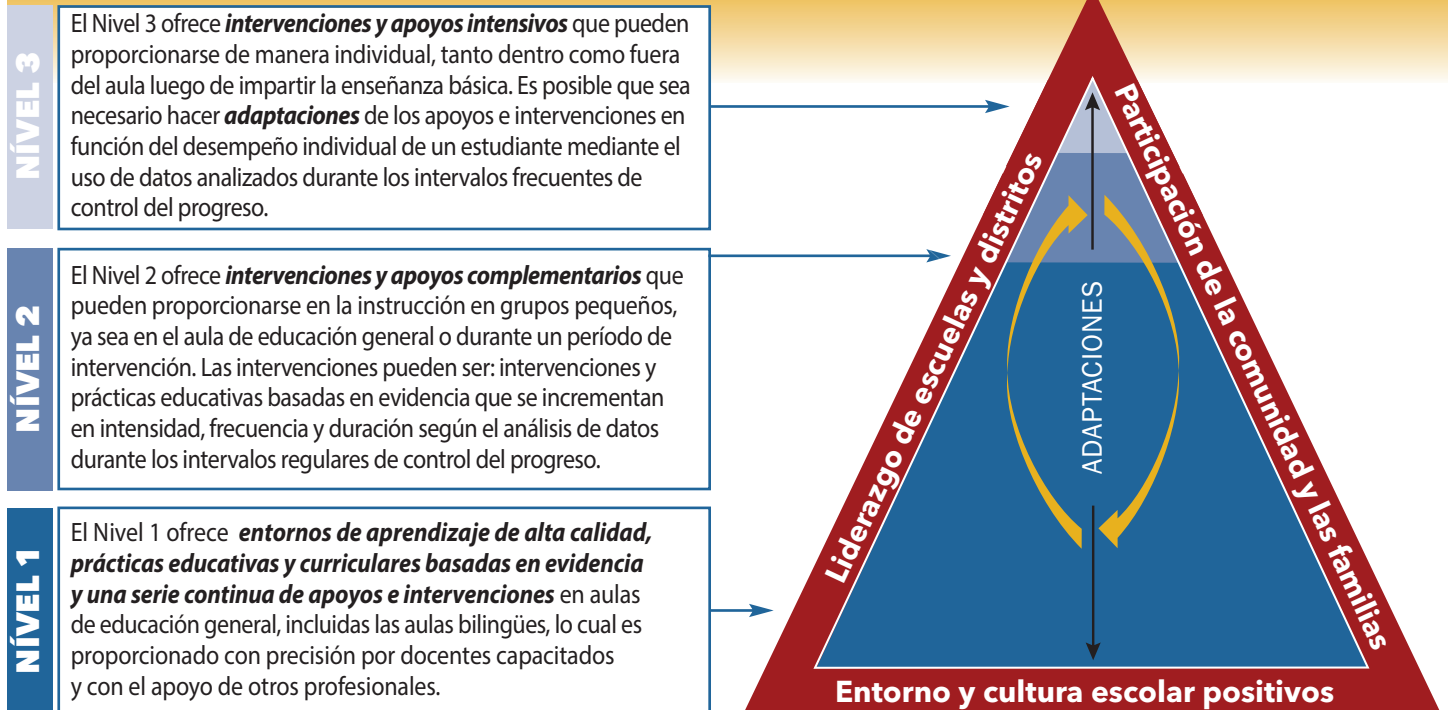 NÍVEL 3
El Nivel 3 ofrece intervenciones y apoyos intensivos que pueden
proporcionarse de manera individual, tanto dentro como fuera
del aula luego de impartir la enseñanza básica. Es posible que sea
necesario hacer adaptaciones de los apoyos e intervenciones en
función del desempeño individual de un estudiante mediante el
uso de datos analizados durante los intervalos frecuentes de
control del progreso.
NÍVEL 2
El Nivel 2 ofrece intervenciones y apoyos complementarios que
pueden proporcionarse en la instrucción en grupos pequeños,
ya sea en el aula de educación general o durante un período de
intervención. Las intervenciones pueden ser: intervenciones y
prácticas educativas basadas en evidencia que se incrementan
en intensidad, frecuencia y duración según el análisis de datos
durante los intervalos regulares de control del progreso.
NÍVEL 1
El Nivel 1 ofrece entornos de aprendizaje de alta calidad,
prácticas educativas y curriculares basadas en evidencia
y una serie continua de apoyos e intervenciones en aulas
de educación general, incluidas las aulas bilingües, lo cual es
proporcionado con precisión por docentes capacitados
y con el apoyo de otros profesionales.
Liderazgo de escuelas y distritos
ADAPTACIONES
Participación de la comunidad y las familias
Entorno y cultura escolar positivos